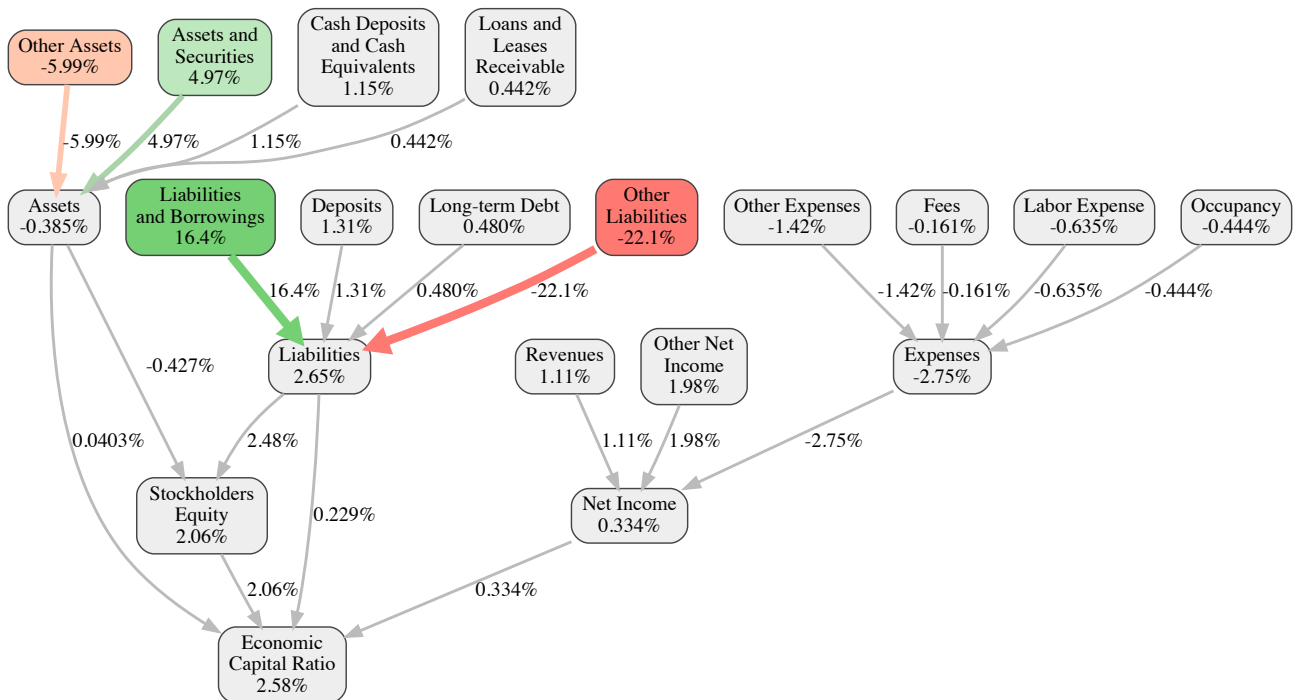 Other Assets
-5.99%
Assets and
Securities
4.97%
Cash Deposits
and Cash
Equivalents
1.15%
Loans and
Leases
Receivable
0.442%
-5.99%
4.97%
1.15%
0.442%
Assets
-0.385%
Liabilities
and Borrowings
16.4%
Deposits
1.31%
Long-term Debt
0.480%
Other
Liabilities
-22.1%
Other Expenses
-1.42%
Fees
-0.161%
Labor Expense
-0.635%
Occupancy
-0.444%
16.4%
1.31%
0.480%
-22.1%
-1.42%
-0.161%
-0.635%
-0.444%
-0.427%
Liabilities
2.65%
Revenues
1.11%
Other Net
Income
1.98%
Expenses
-2.75%
0.0403%
2.48%
1.11%
1.98%
-2.75%
Stockholders
Equity
2.06%
0.229%
Net Income
0.334%
2.06%
0.334%
Economic
Capital Ratio
2.58%